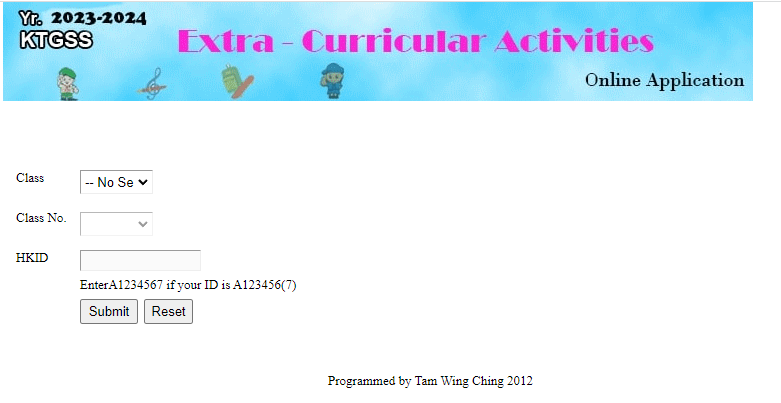 Yr. 2023-2024
KTGSS
Extra - Curricular Activities
Online Application
Class -- No Se
Class No.
HKID
EnterA1234567 if your ID is A123456(7)
Submit Reset
Programmed by Tam Wing Ching 2012